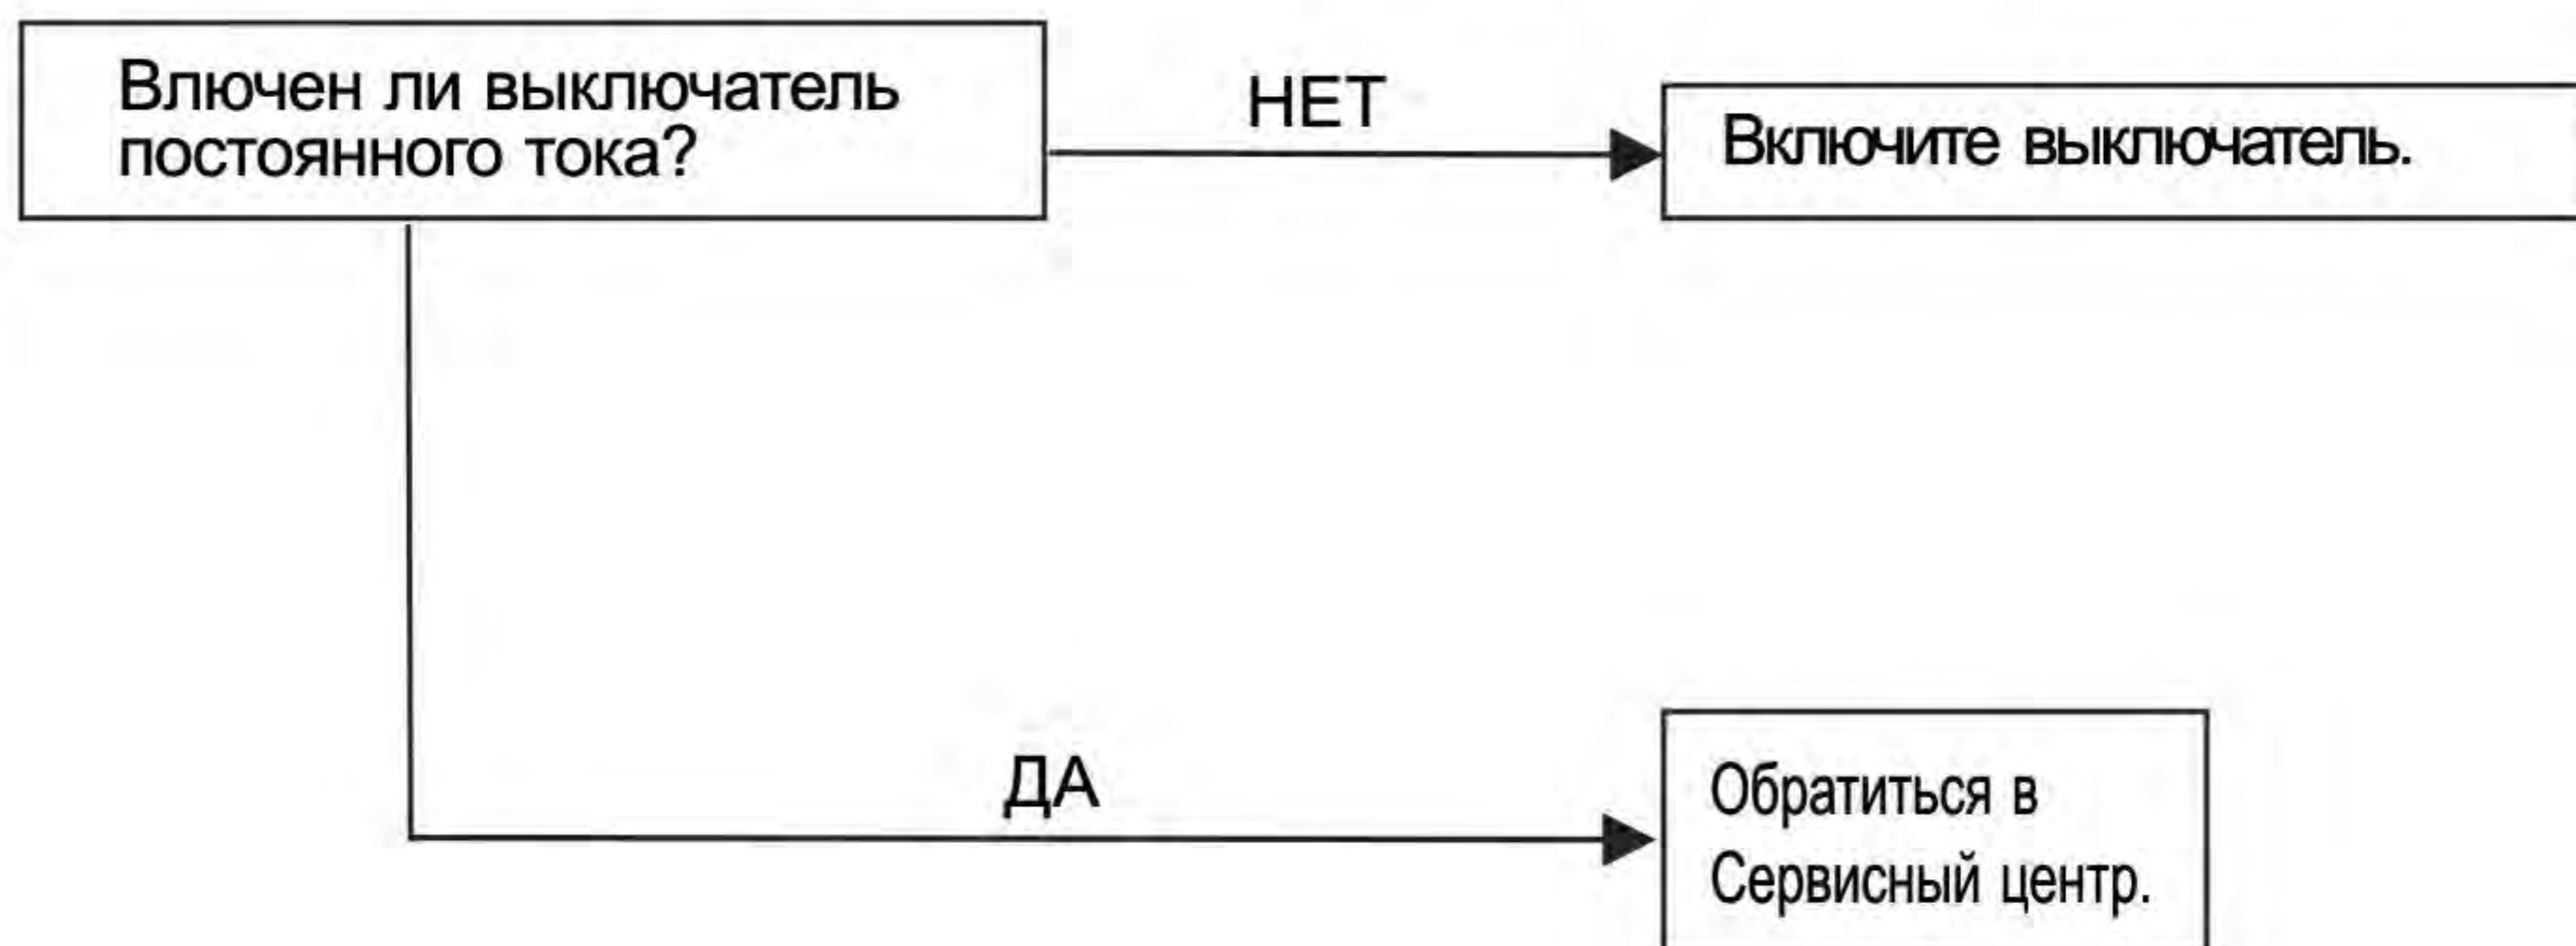 Влючен ли выключатель
постоянного тока?
НЕТ
Включите выключатель.
ДА
Обратиться в
Сервисный центр.